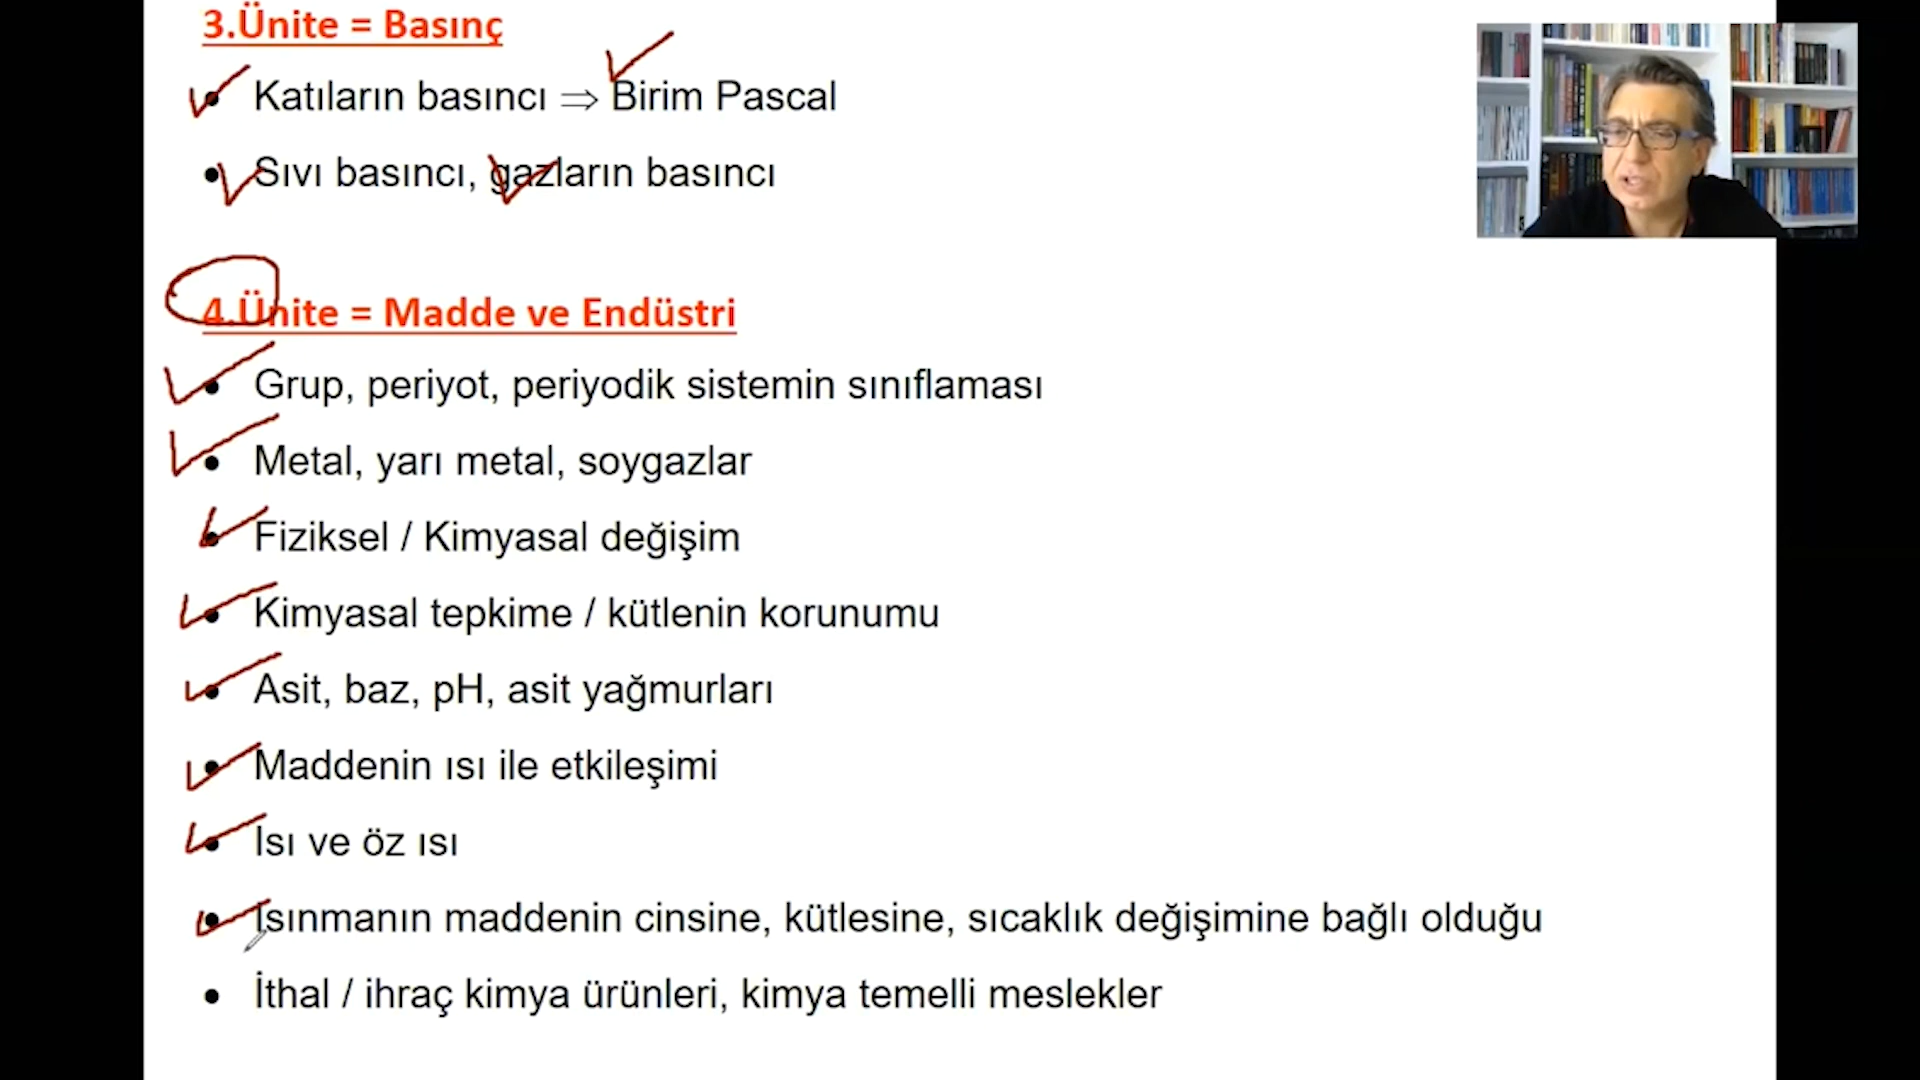 3.Ünite = Basınç
• Katıların basıncı ⇒ Birim Pascal
• Sıvı basıncı, gazların basıncı
4.Ünite = Madde ve Endüstri
• Grup, periyot, periyodik sistemin sınıflaması
• Metal, yarı metal, soygazlar
• Fiziksel / Kimyasal değişim
• Kimyasal tepkime / kütlenin korunumu
• Asit, baz, pH, asit yağmurları
• Maddenin ısı ile etkileşimi
• Isı ve öz ısı
• Isınmanın maddenin cinsine, kütlesine, sıcaklık değişimine bağlı olduğu
• İthal / ihraç kimya ürünleri, kimya temelli meslekler